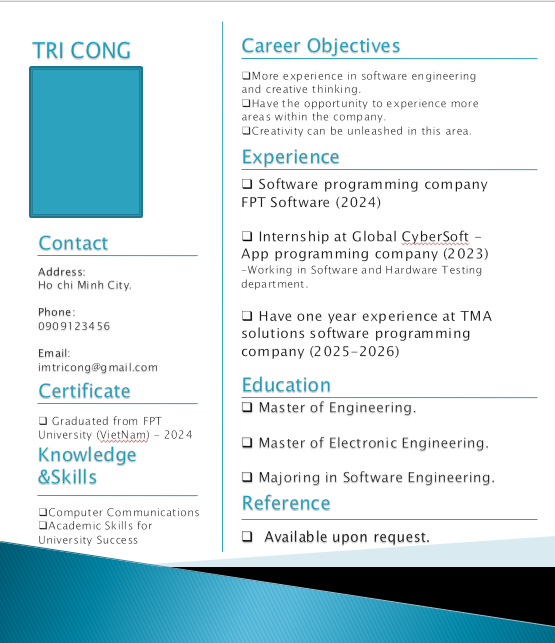 TRI CONG
Contact
Address:
Ho chi Minh City.
Phone:
0909123456
Email:
imtricong@gmail.com
Certificate
❑ Graduated from FPT
University (VietNam) – 2024
Knowledge
&Skills
❑Computer Communications
❑Academic Skills for
University Success
Career Objectives
❑More experience in software engineering
and creative thinking.
❑Have the opportunity to experience more
areas within the company.
❑Creativity can be unleashed in this area.
Experience
❑ Software programming company
FPT Software (2024)
❑ Internship at Global CyberSoft –
App programming company (2023)
-Working in Software and Hardware Testing
department.
❑ Have one year experience at TMA
solutions software programming
company (2025-2026)
Education
❑ Master of Engineering.
❑ Master of Electronic Engineering.
❑ Majoring in Software Engineering.
Reference
❑ Available upon request.